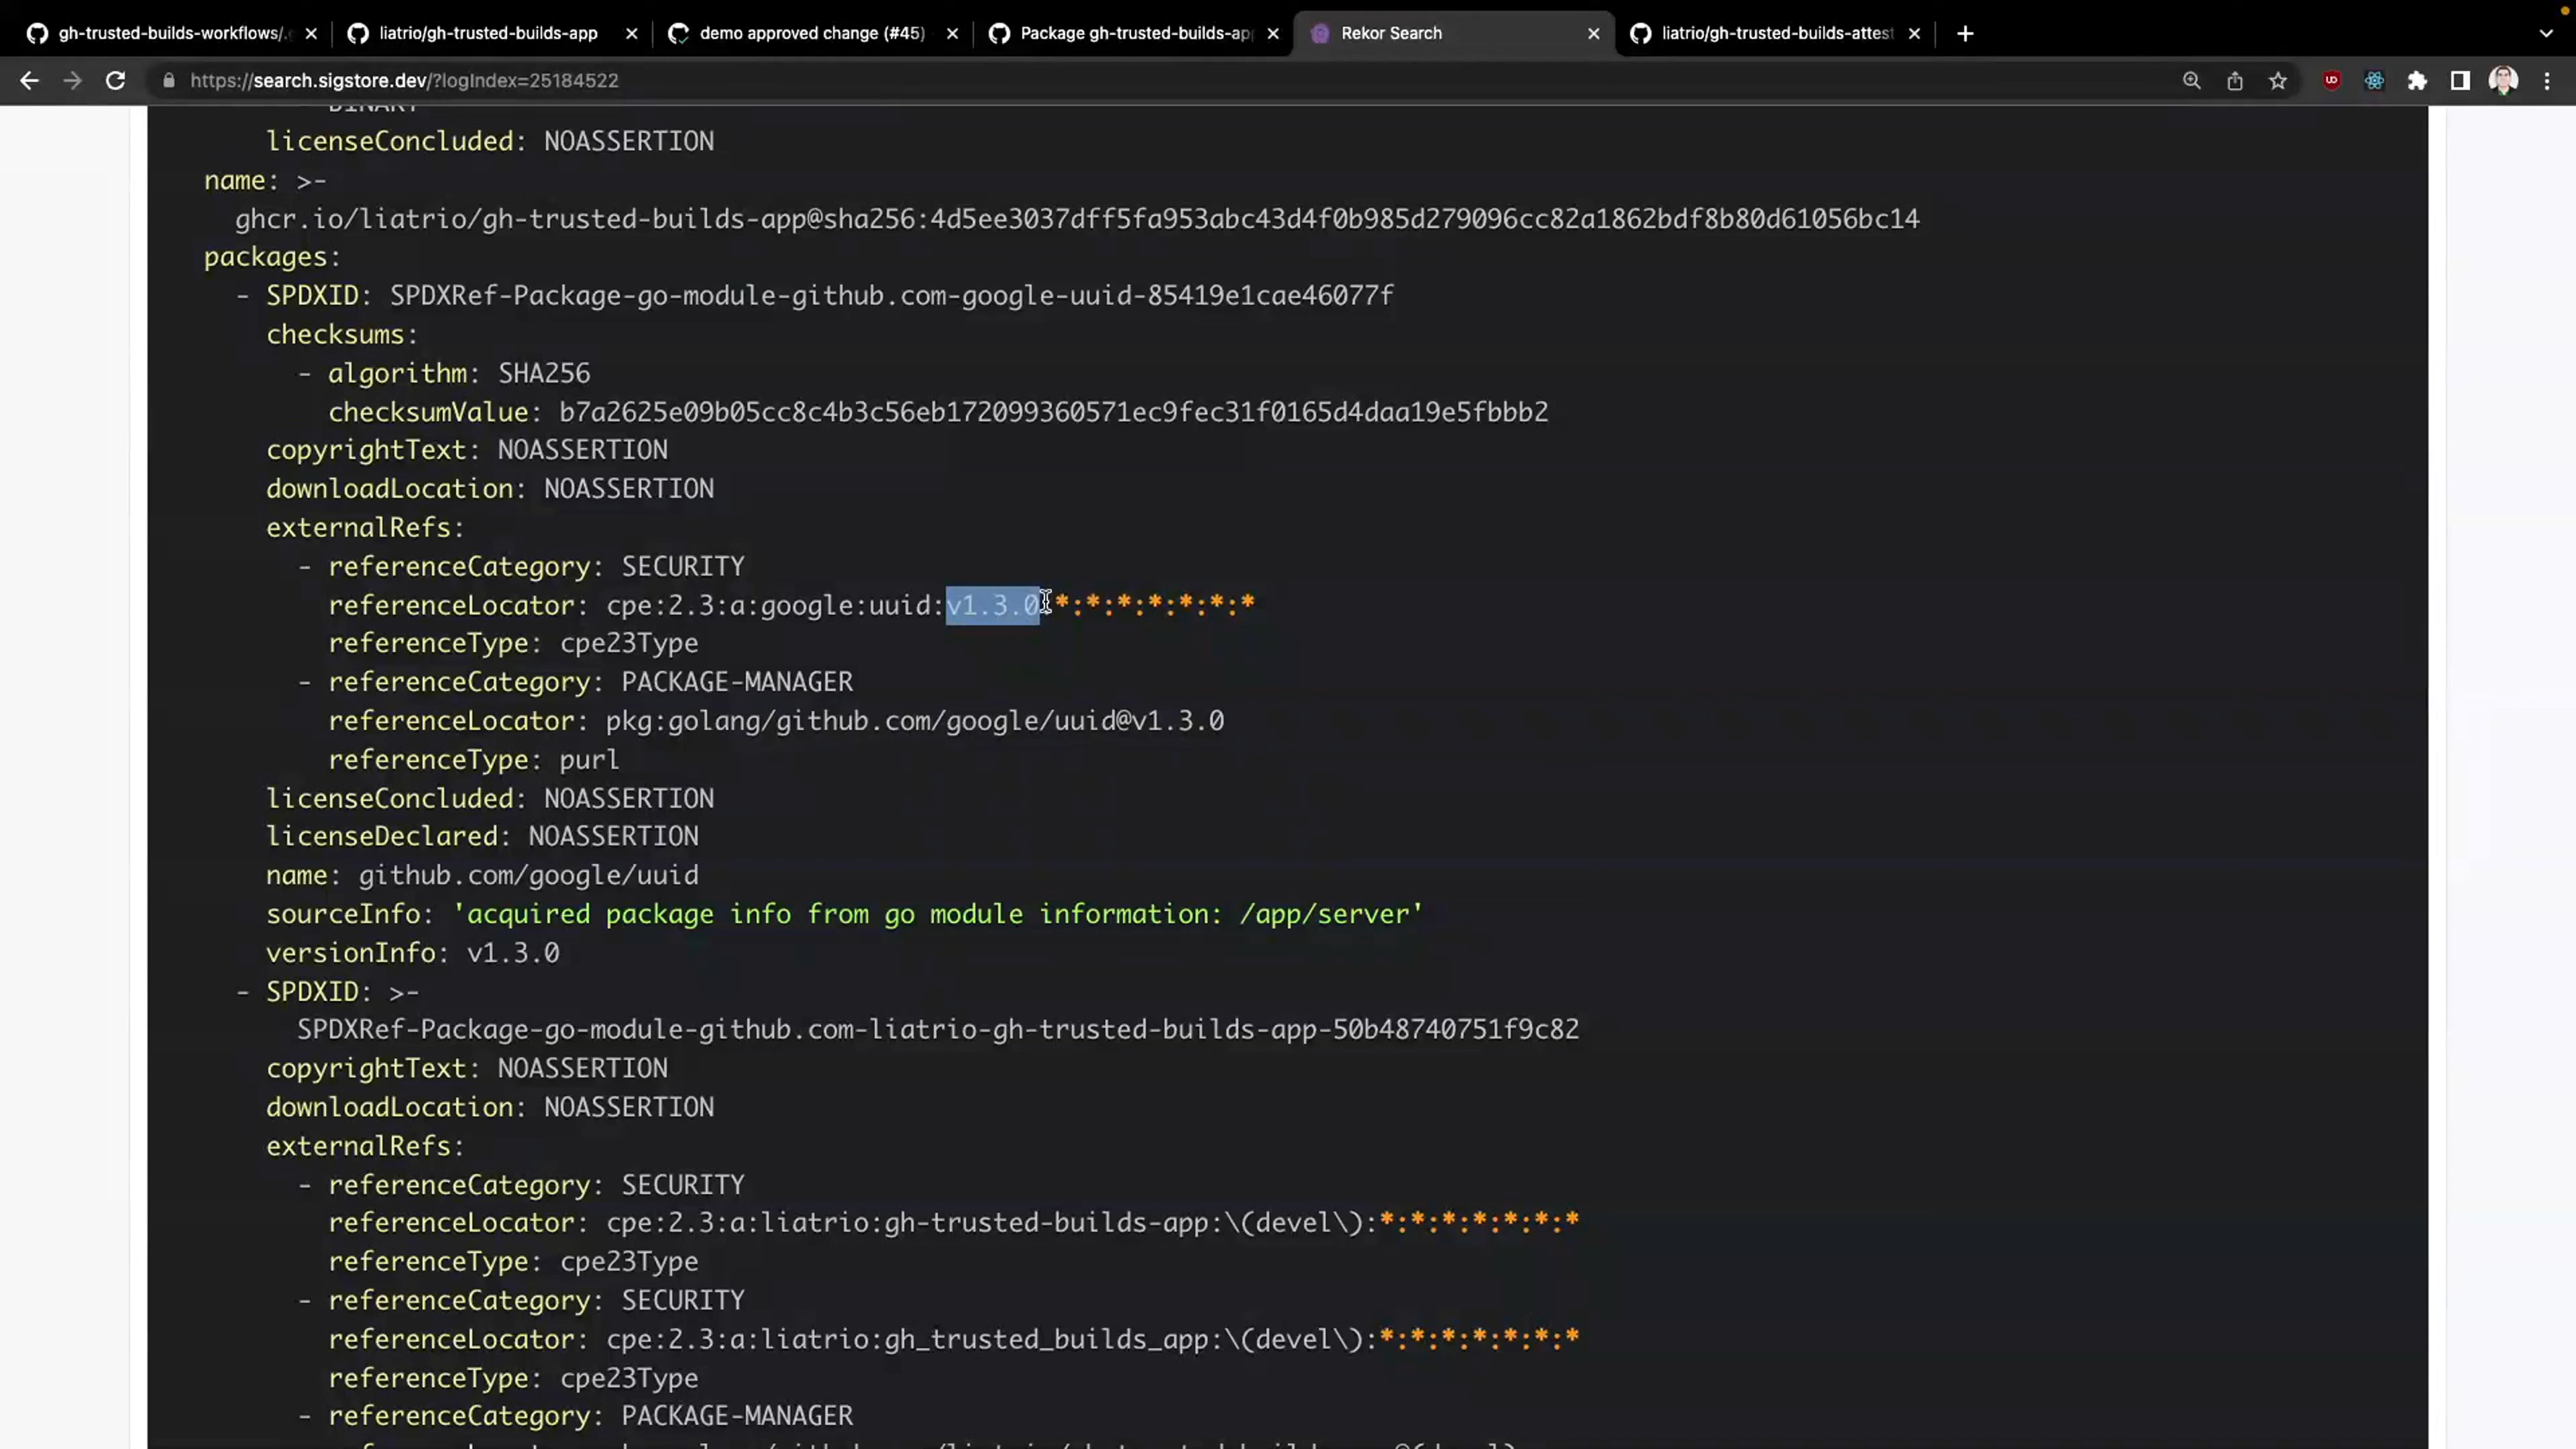 gh-trusted-builds-workflows/.g
liatrio/gh-trusted-builds-app
demo approved change (#45)
Package gh-trusted-builds-app
Rekor Search
liatrio/gh-trusted-builds-attest
https://search.sigstore.dev/?logIndex=25184522
BINARY
licenseConcluded: NOASSERTION
name: >-
ghcr.io/liatrio/gh-trusted-builds-app@sha256:4d5ee3037dff5fa953abc43d4f0b985d279096cc82a1862bdf8b80d61056bc14
packages:
- SPDXID: SPDXRef-Package-go-module-github.com-google-uuid-85419e1cae46077f
checksums:
- algorithm: SHA256
checksumValue: b7a2625e09b05cc8c4b3c56eb172099360571ec9fec31f0165d4daa19e5fbbb2
copyrightText: NOASSERTION
downloadLocation: NOASSERTION
externalRefs:
- referenceCategory: SECURITY
referenceLocator: cpe:2.3:a:google:uuid:v1.3.0:*:*:*:*:*:*:*
referenceType: cpe23Type
- referenceCategory: PACKAGE-MANAGER
referenceLocator: pkg:golang/github.com/google/uuid@v1.3.0
referenceType: purl
licenseConcluded: NOASSERTION
licenseDeclared: NOASSERTION
name: github.com/google/uuid
sourceInfo: 'acquired package info from go module information: /app/server'
versionInfo: v1.3.0
- SPDXID: >-
SPDXRef-Package-go-module-github.com-liatrio-gh-trusted-builds-app-50b48740751f9c82
copyrightText: NOASSERTION
downloadLocation: NOASSERTION
externalRefs:
- referenceCategory: SECURITY
referenceLocator: cpe:2.3:a:liatrio:gh-trusted-builds-app:\(devel\):*:*:*:*:*:*:*
referenceType: cpe23Type
- referenceCategory: SECURITY
referenceLocator: cpe:2.3:a:liatrio:gh_trusted_builds_app:\(devel\):*:*:*:*:*:*:*
referenceType: cpe23Type
- referenceCategory: PACKAGE-MANAGER